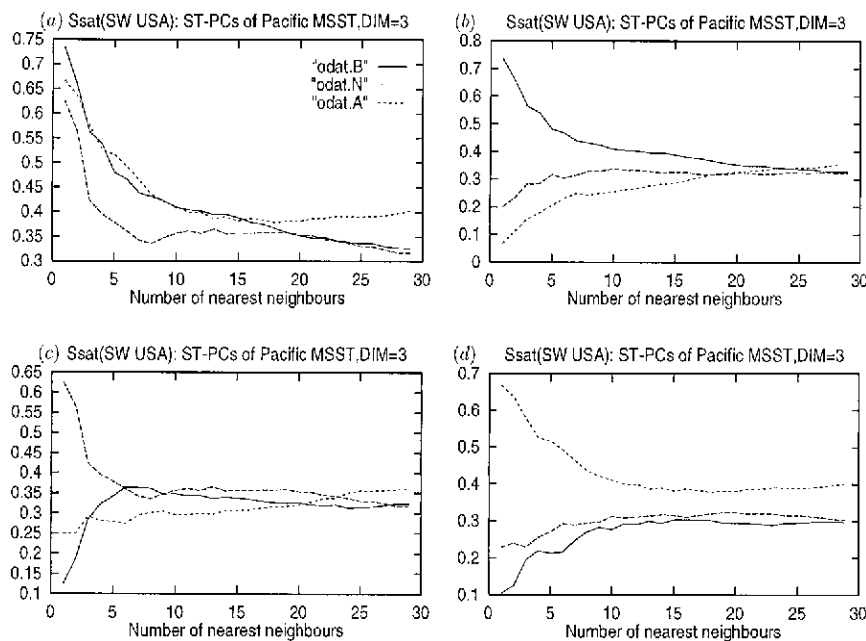 (a) Ssat(SW USA): ST-PCs of Pacific MSST,DIM=3
0.75
0.7
0.65
0.6
0.55
0.5
0.45
0.4
0.35
0.3
"odat.B"
"odat.N"
"odat.A"
0 5 10 15 20 25 30
Number of nearest neighbours
(b) Ssat(SW USA): ST-PCs of Pacific MSST,DIM=3
0.8
0.7
0.6
0.5
0.4
0.3
0.2
0.1
0
0 5 10 15 20 25 30
Number of nearest neighbours
(c) Ssat(SW USA): ST-PCs of Pacific MSST,DIM=3
0.65
0.6
0.55
0.5
0.45
0.4
0.35
0.3
0.25
0.2
0.15
0.1
0 5 10 15 20 25 30
Number of nearest neighbours
(d) Ssat(SW USA): ST-PCs of Pacific MSST,DIM=3
0.7
0.6
0.5
0.4
0.3
0.2
0.1
0 5 10 15 20 25 30
Number of nearest neighbours